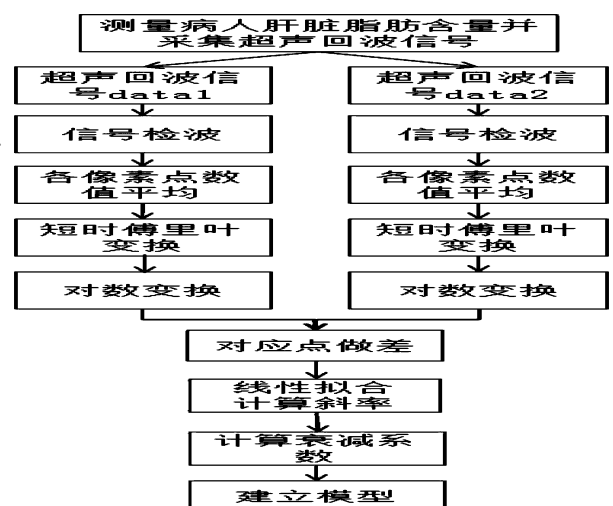 测量病人肝脏脂肪含量并
采集超声回波信号
超声回波信
号data1
超声回波信
号data2
信号检波
信号检波
各像素点数
值平均
各像素点数
值平均
短时傅里叶
变换
短时傅里叶
变换
对数变换
对数变换
对应点做差
线性拟合
计算斜率
计算衰减系
数
建立模型